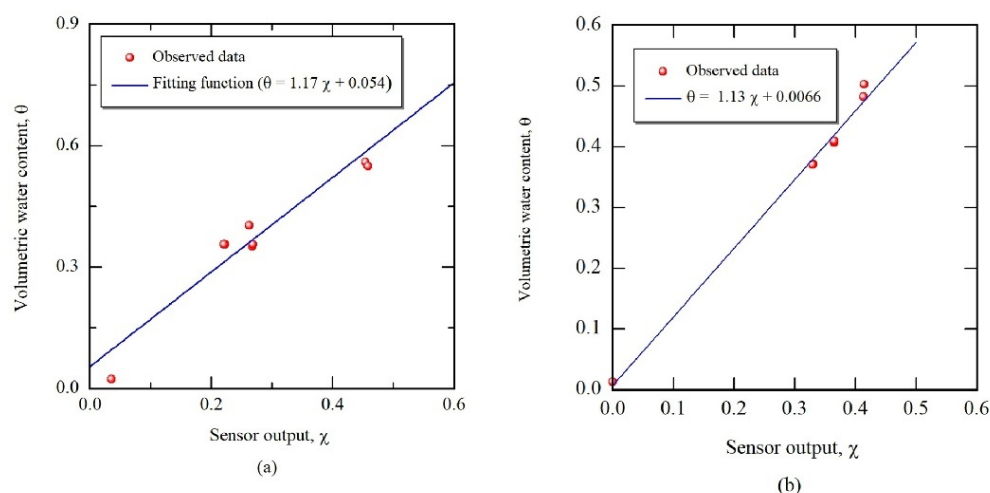 0.9
Observed data
Fitting function (θ = 1.17 χ + 0.054)
0.6
0.3
0.0
0.0 0.2 0.4 0.6
Volumetric water content, θ
Sensor output, χ
(a)
0.6
Observed data
θ = 1.13 χ + 0.0066
0.5
0.4
0.3
0.2
0.1
0.0
0.0 0.1 0.2 0.3 0.4 0.5 0.6
Volumetric water content, θ
Sensor output, χ
(b)